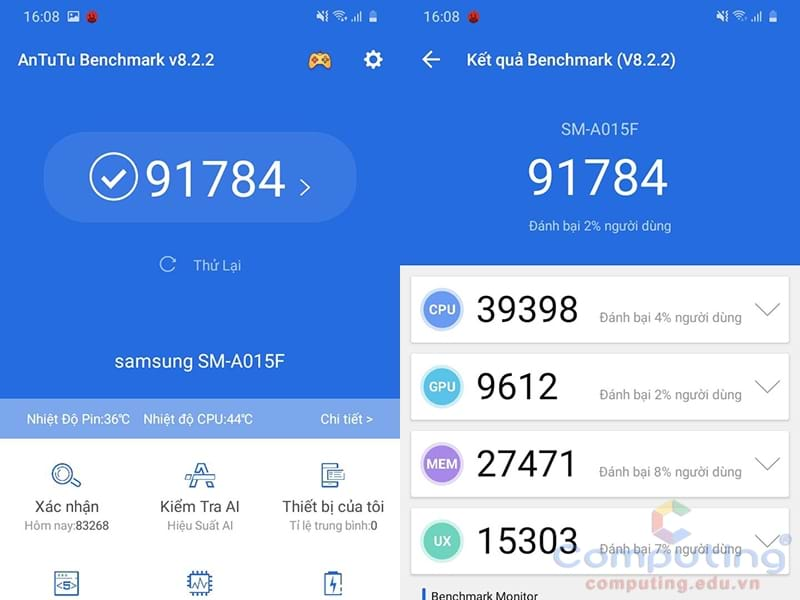 16:08
AnTuTu Benchmark v8.2.2
91784
Thử Lại
samsung SM-A015F
Nhiệt Độ Pin:36℃ Nhiệt độ CPU:44℃ Chi tiết >
Xác nhận Kiểm Tra AI Thiết bị của tôi
Hôm nay:83268 Hiệu Suất AI Tỉ lệ trung bình:0
16:08
Kết quả Benchmark (V8.2.2)
SM-A015F
91784
Đánh bại 2% người dùng
CPU 39398 Đánh bại 4% người dùng
GPU 9612 Đánh bại 2% người dùng
MEM 27471 Đánh bại 8% người dùng
UX 15303 Đánh bại 7% người dùng
Computing®
computing.edu.vn
Benchmark Monitor